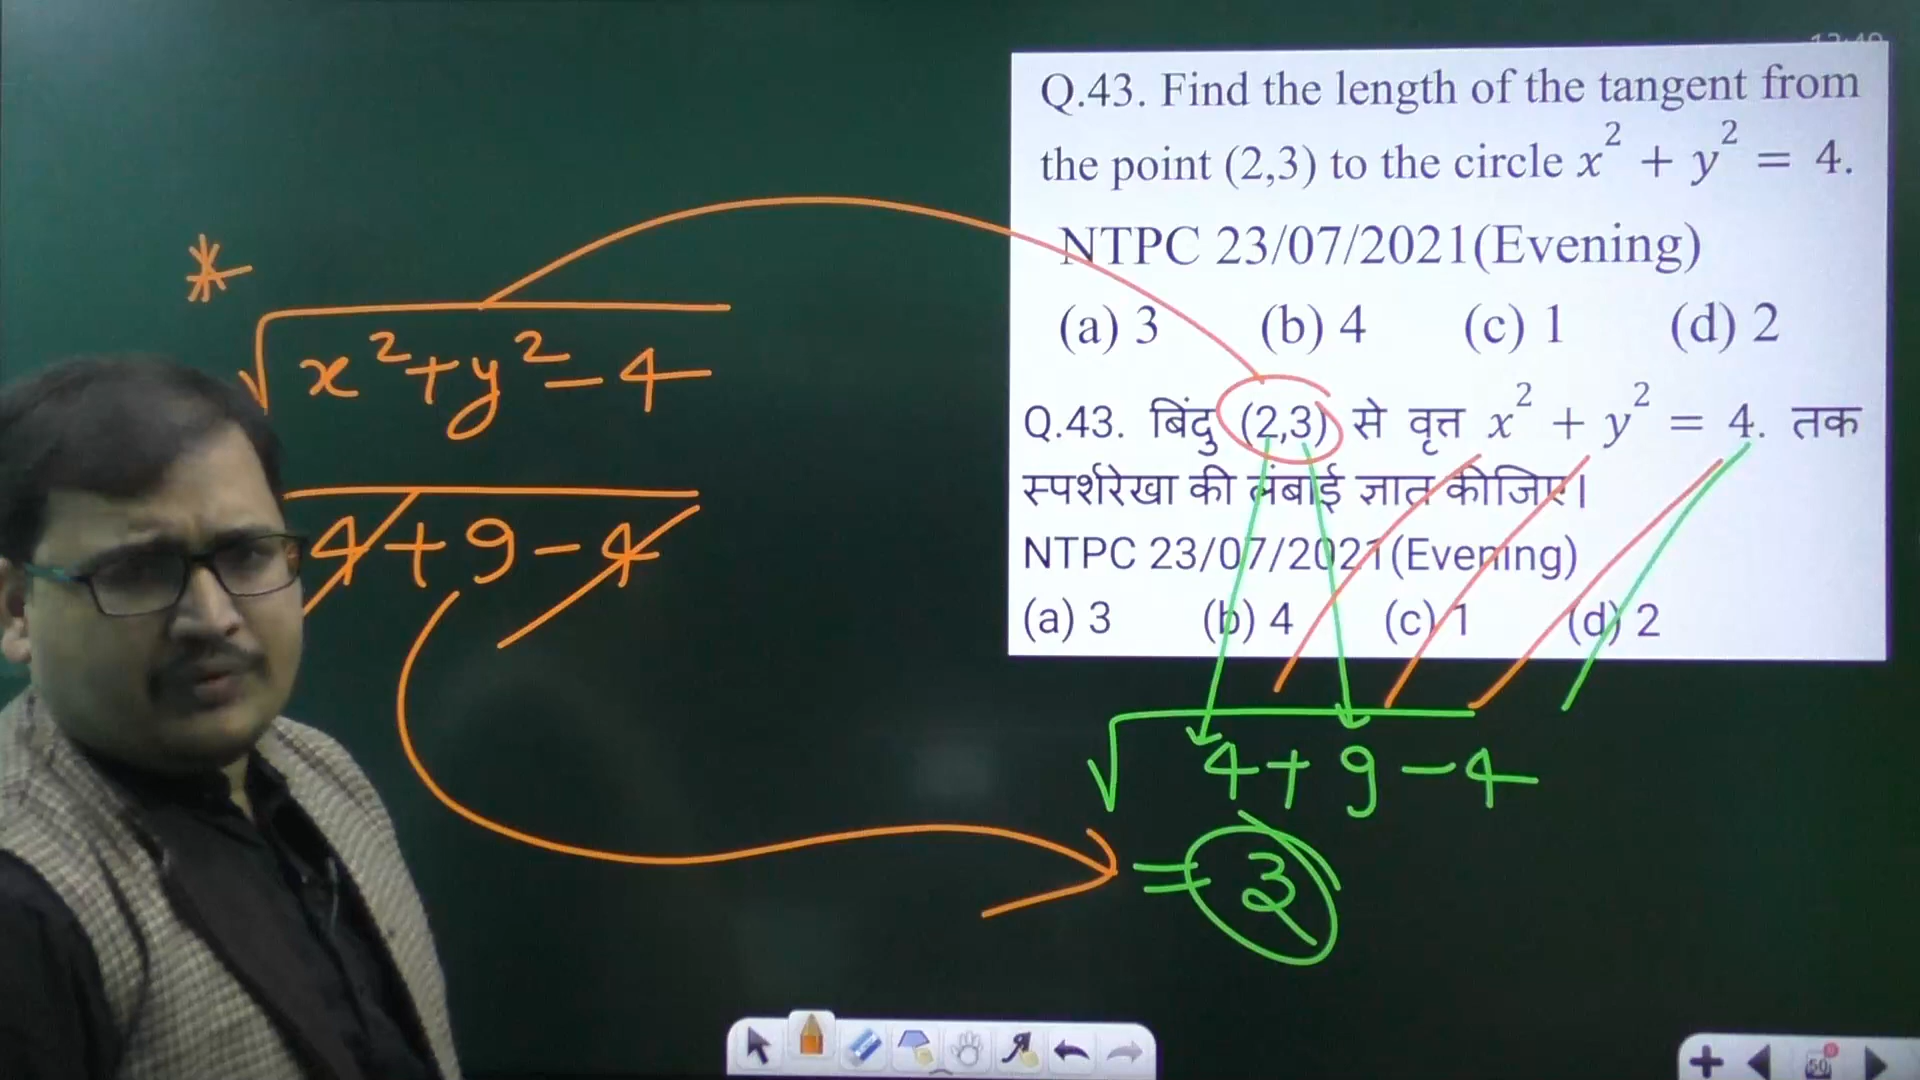 Q.43. Find the length of the tangent from
the point (2,3) to the circle x² + y² = 4.
NTPC 23/07/2021(Evening)
(a) 3 (b) 4 (c) 1 (d) 2
Q.43. बिंदु (2,3) से वृत्त x² + y² = 4. तक
स्पर्शरेखा की लंबाई ज्ञात कीजिए।
NTPC 23/07/2021(Evening)
(a) 3 (b) 4 (c) 1 (d) 2
*
√x²+y²-4
4+9-4
√4+9-4
= 3
50